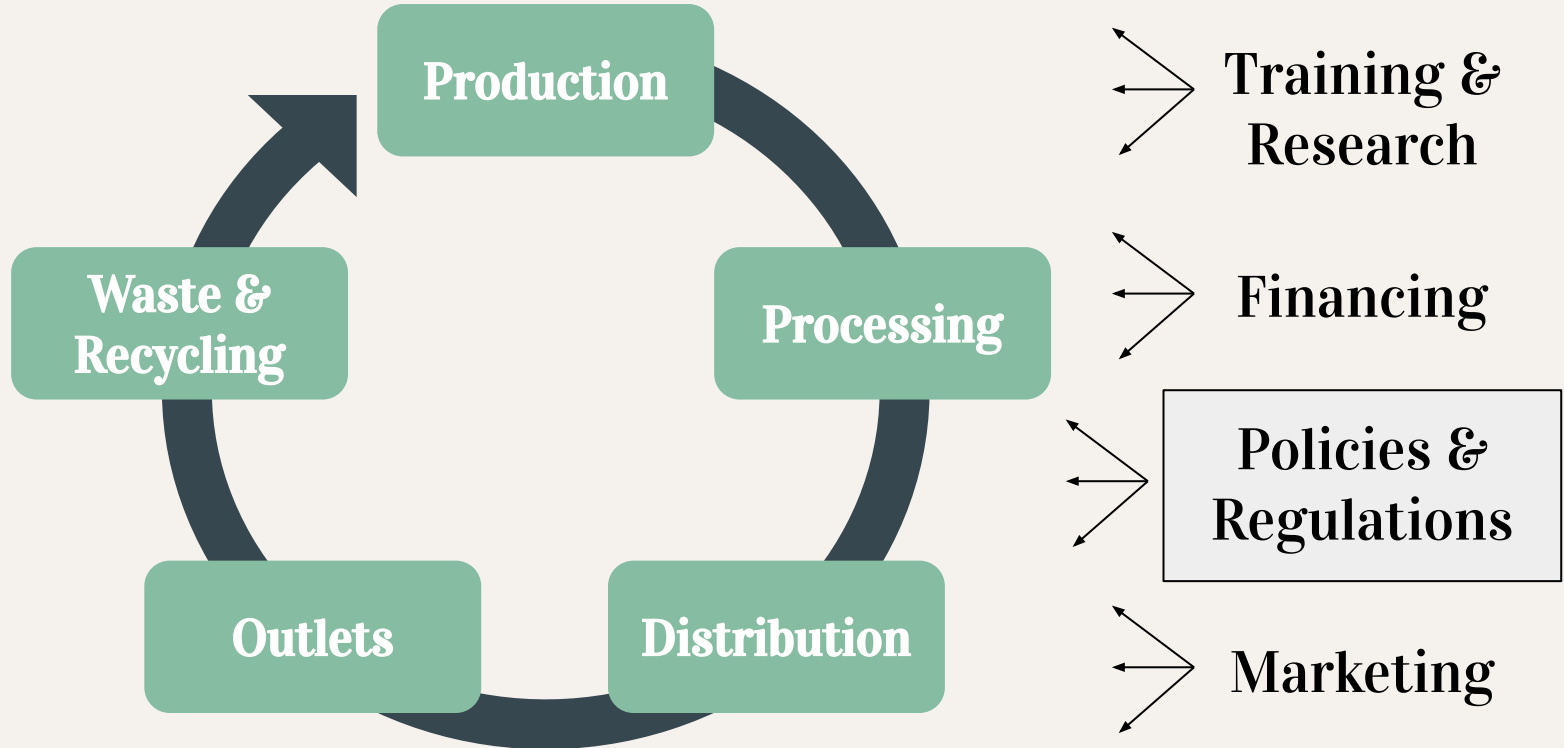 Production
Processing
Distribution
Outlets
Waste &
Recycling
Training &
Research
Financing
Policies &
Regulations
Marketing